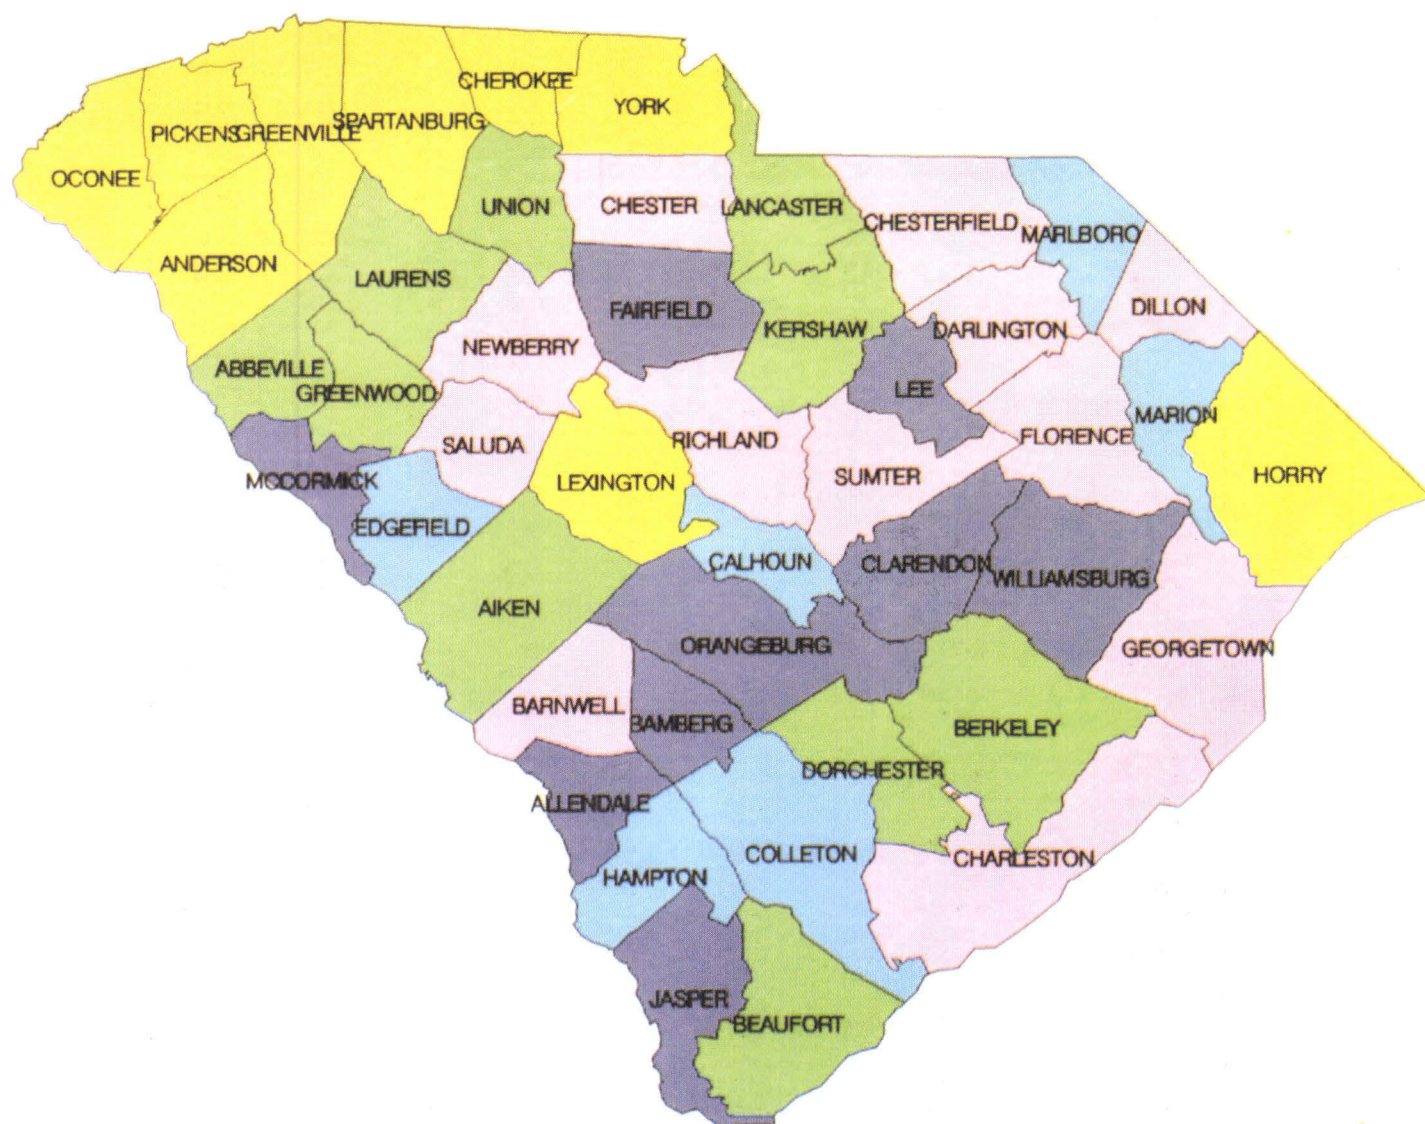 CHEROKEE
YORK
SPARTANBURG
PICKENS
GREENVILLE
OCONEE
UNION
CHESTER
LANCASTER
CHESTERFIELD
MARLBORO
ANDERSON
LAURENS
FAIRFIELD
DILLON
KERSHAW
DARLINGTON
NEWBERRY
ABBEVILLE
GREENWOOD
LEE
MARION
SALUDA
RICHLAND
FLORENCE
MCCORMICK
LEXINGTON
SUMTER
HORRY
EDGEFIELD
CALHOUN
CLARENDON
WILLIAMSBURG
AIKEN
ORANGEBURG
GEORGETOWN
BARNWELL
BAMBERG
BERKELEY
DORCHESTER
ALLENDALE
COLLETON
CHARLESTON
HAMPTON
JASPER
BEAUFORT